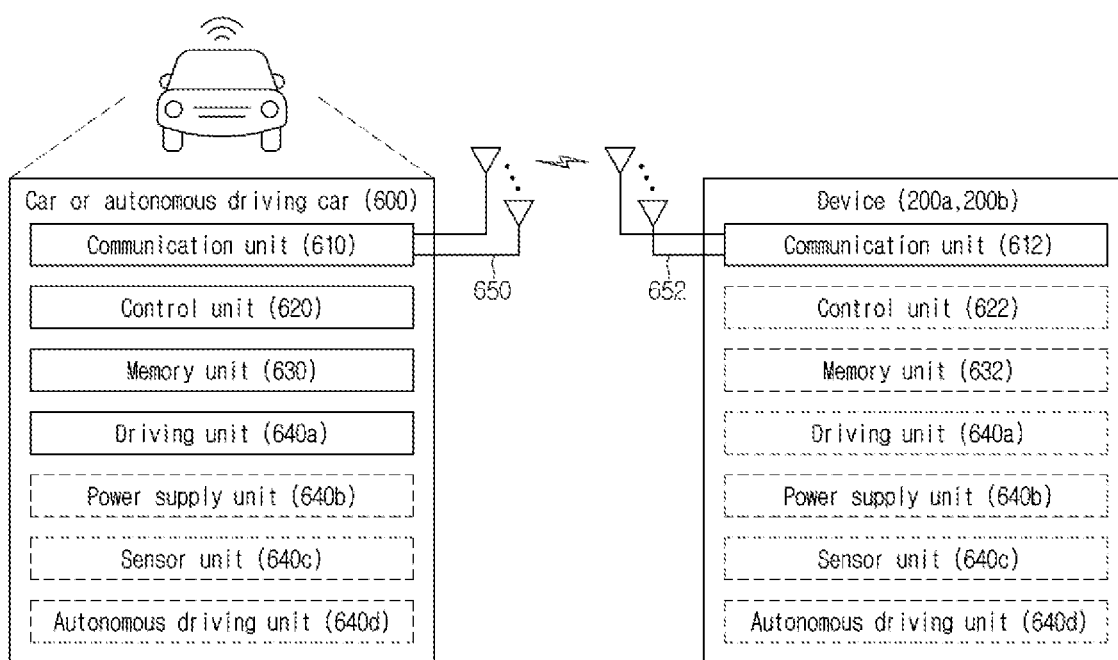 Car or autonomous driving car (600)
Communication unit (610)
Control unit (620)
Memory unit (630)
Driving unit (640a)
Power supply unit (640b)
Sensor unit (640c)
Autonomous driving unit (640d)
650
652
Device (200a,200b)
Communication unit (612)
Control unit (622)
Memory unit (632)
Driving unit (640a)
Power supply unit (640b)
Sensor unit (640c)
Autonomous driving unit (640d)